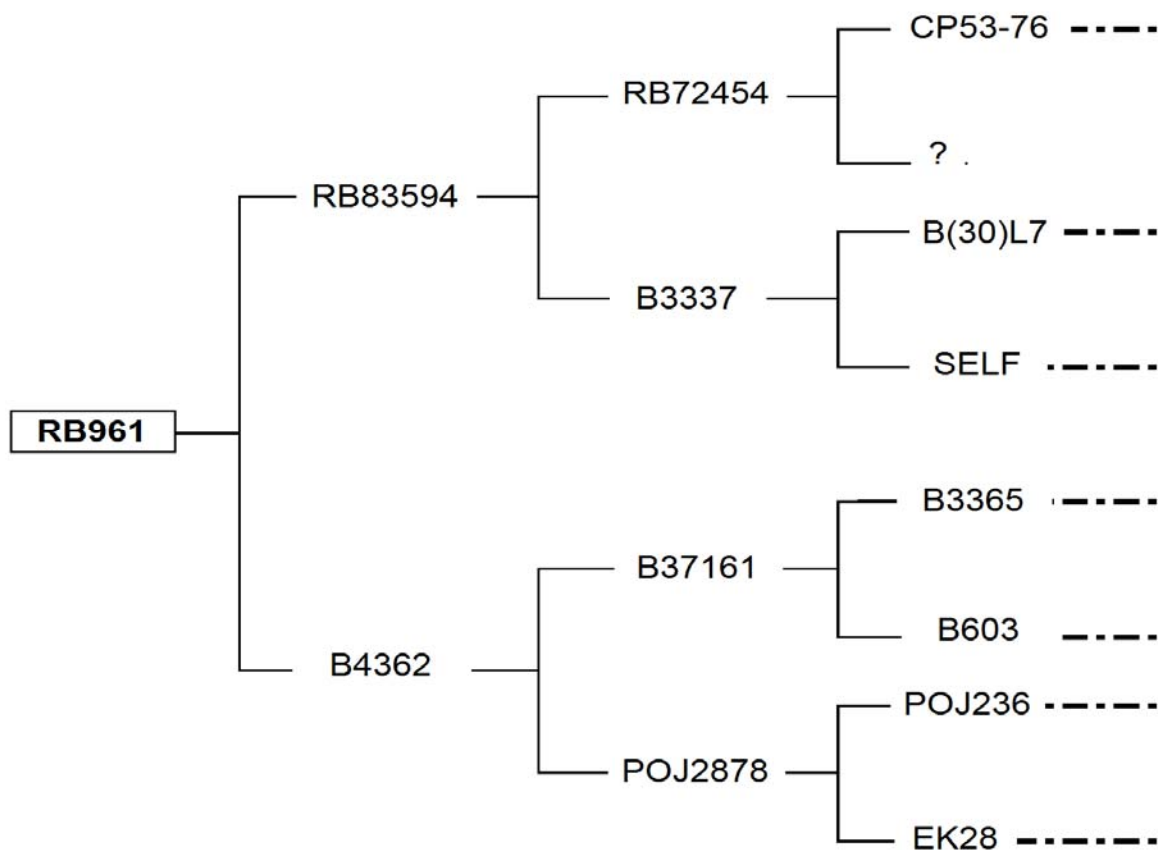 CP53-76
RB72454
? .
RB83594
B(30)L7
B3337
SELF
RB961
B3365
B37161
B603
B4362
POJ236
POJ2878
EK28